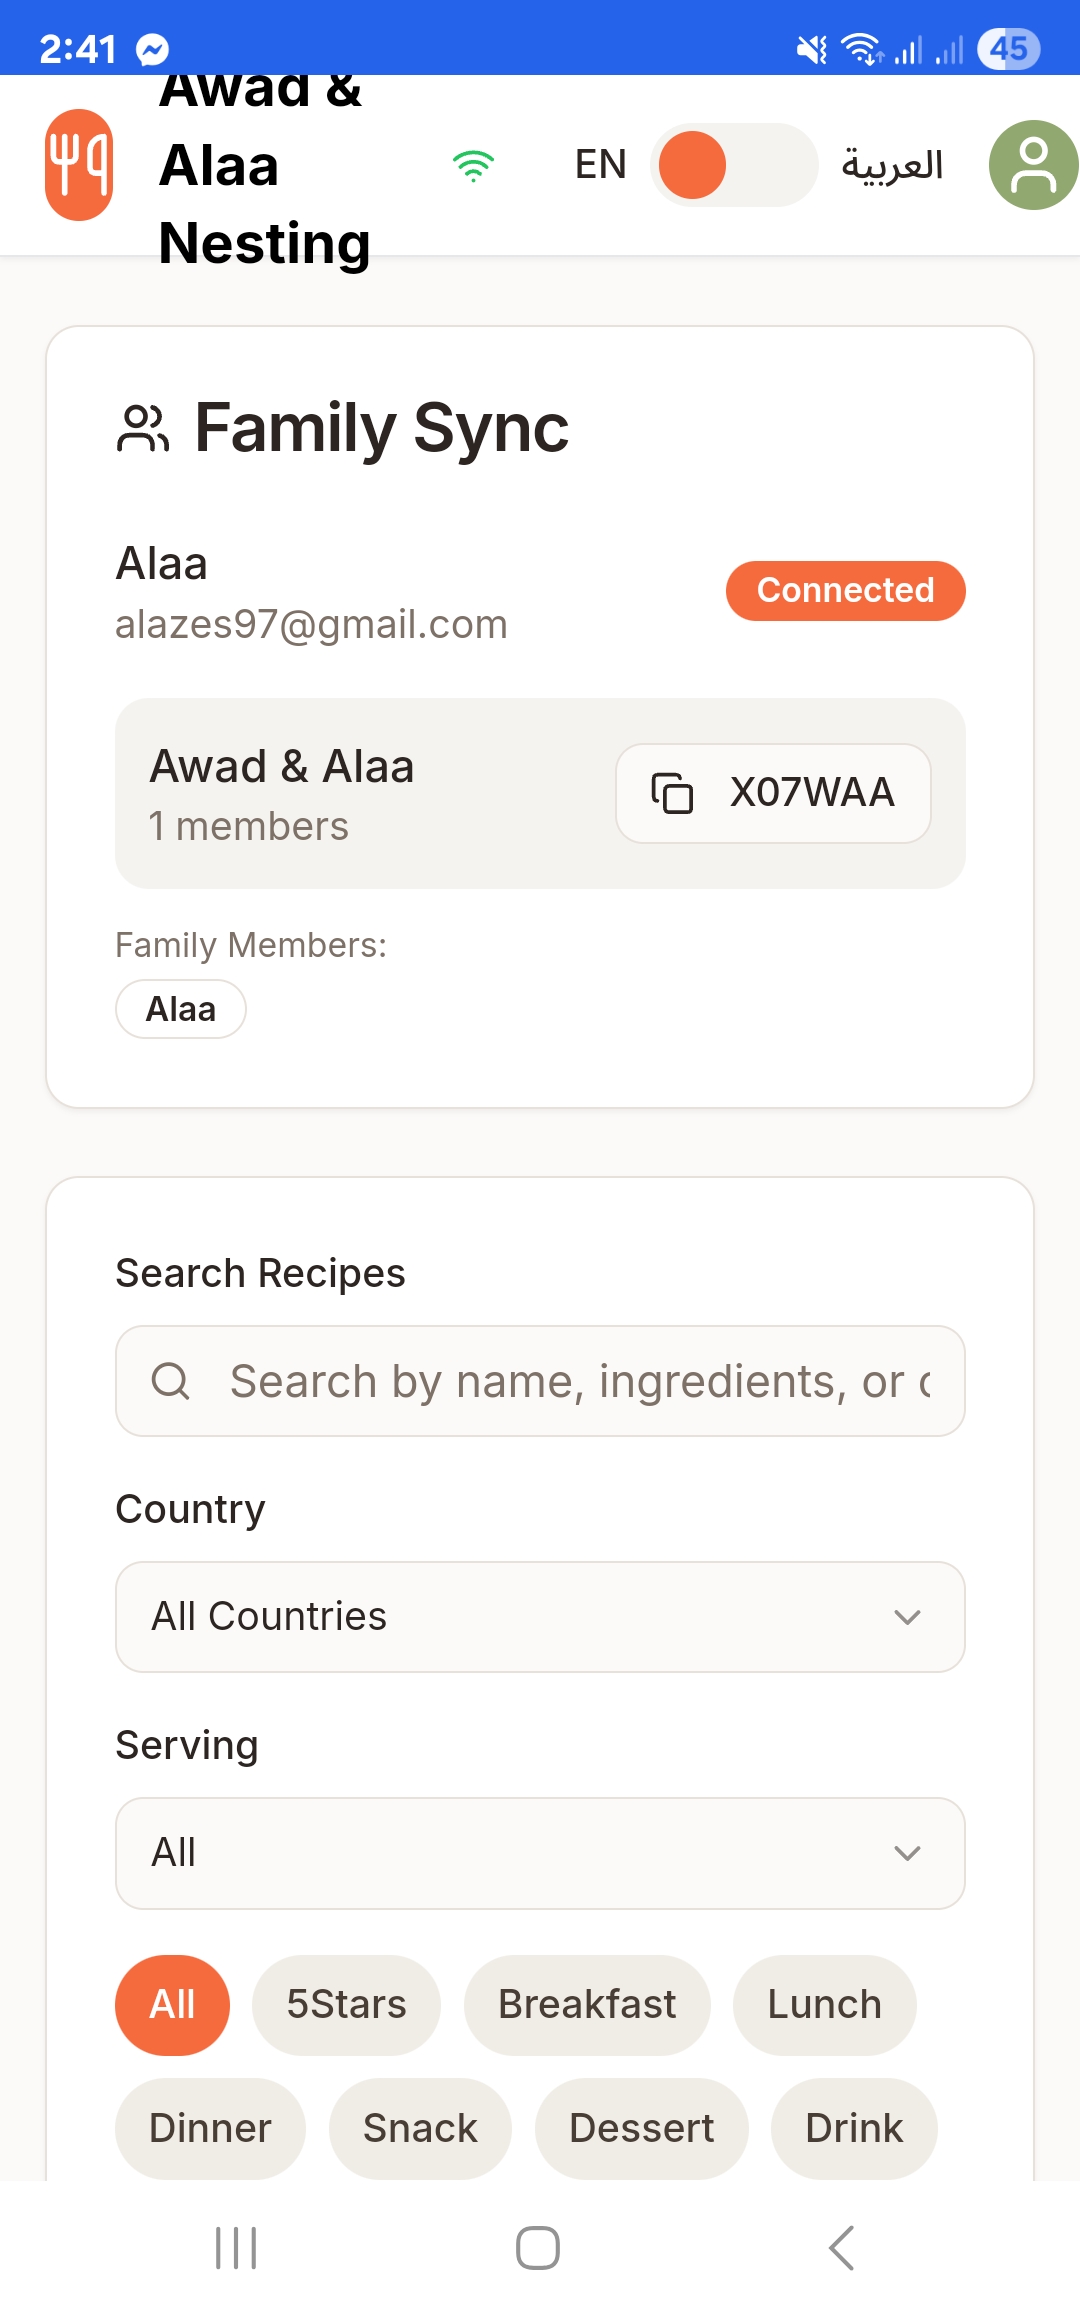 2:41
45
Awad &
Alaa
Nesting
EN
العربية
Family Sync
Alaa
alazes97@gmail.com
Connected
Awad & Alaa
1 members
X07WAA
Family Members:
Alaa
Search Recipes
Search by name, ingredients, or c
Country
All Countries
Serving
All
All 5Stars Breakfast Lunch
Dinner Snack Dessert Drink